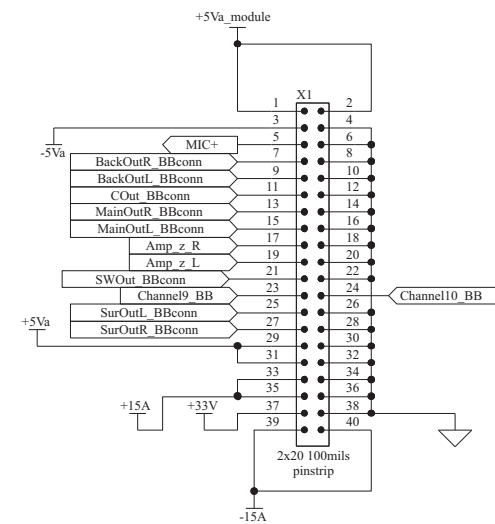 +5Va_module
X1
1 2
3 4
-5Va
MIC+ 5 6
BackOutR_BBconn 7 8
BackOutL_BBconn 9 10
COut_BBconn 11 12
MainOutR_BBconn 13 14
MainOutL_BBconn 15 16
Amp_z_R 17 18
Amp_z_L 19 20
SWOut_BBconn 21 22
Channel9_BB 23 24 Channel10_BB
SurOutL_BBconn 25 26
SurOutR_BBconn 27 28
+5Va 29 30
31 32
33 34
35 36
+15A +33V 37 38
39 40
2x20 100mils
pinstrip
-15A